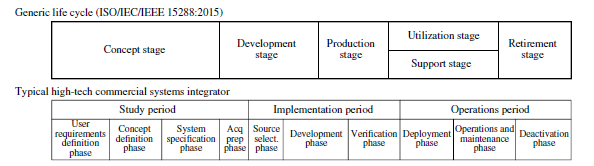 Generic life cycle (ISO/IEC/IEEE 15288:2015)
Concept stage
Development
stage
Production
stage
Utilization stage
Support stage
Retirement
stage
Typical high-tech commercial systems integrator
Study period
Implementation period
Operations period
User
requirements
definition
phase
Concept
definition
phase
System
specification
phase
Acq
prep
phase
Source
select.
phase
Development
phase
Verification
phase
Deployment
phase
Operations and
maintenance
phase
Deactivation
phase